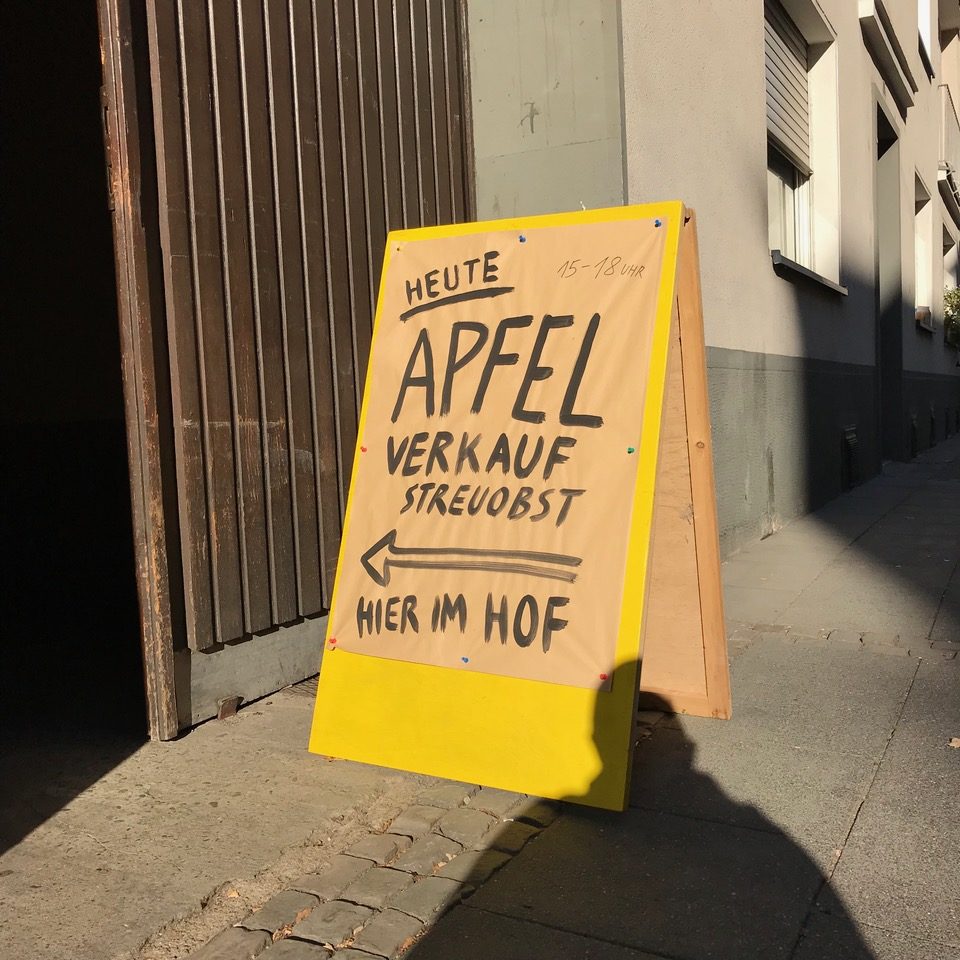 HEUTE 15-18 UHR
APFEL
VERKAUF
STREUOBST
HIER IM HOF